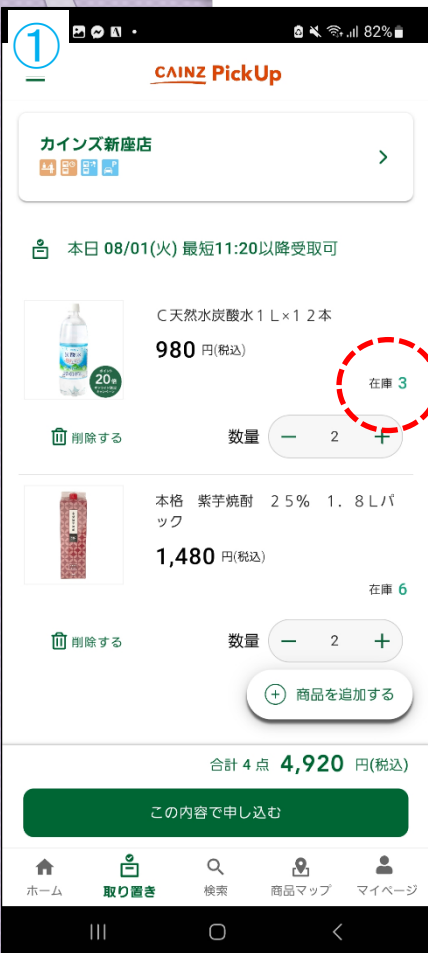 ①
82%
CAINZ PickUp
カインズ新座店
本日 08/01(火) 最短11:20以降受取可
C天然水炭酸水1L×12本
980 円(税込)
20倍
在庫 3
削除する
数量 2
本格 紫芋焼酎 25% 1.8Lパ
ック
1,480 円(税込)
在庫 6
削除する
数量 2
商品を追加する
合計 4 点 4,920 円(税込)
この内容で申し込む
ホーム 取り置き 検索 商品マップ マイページ